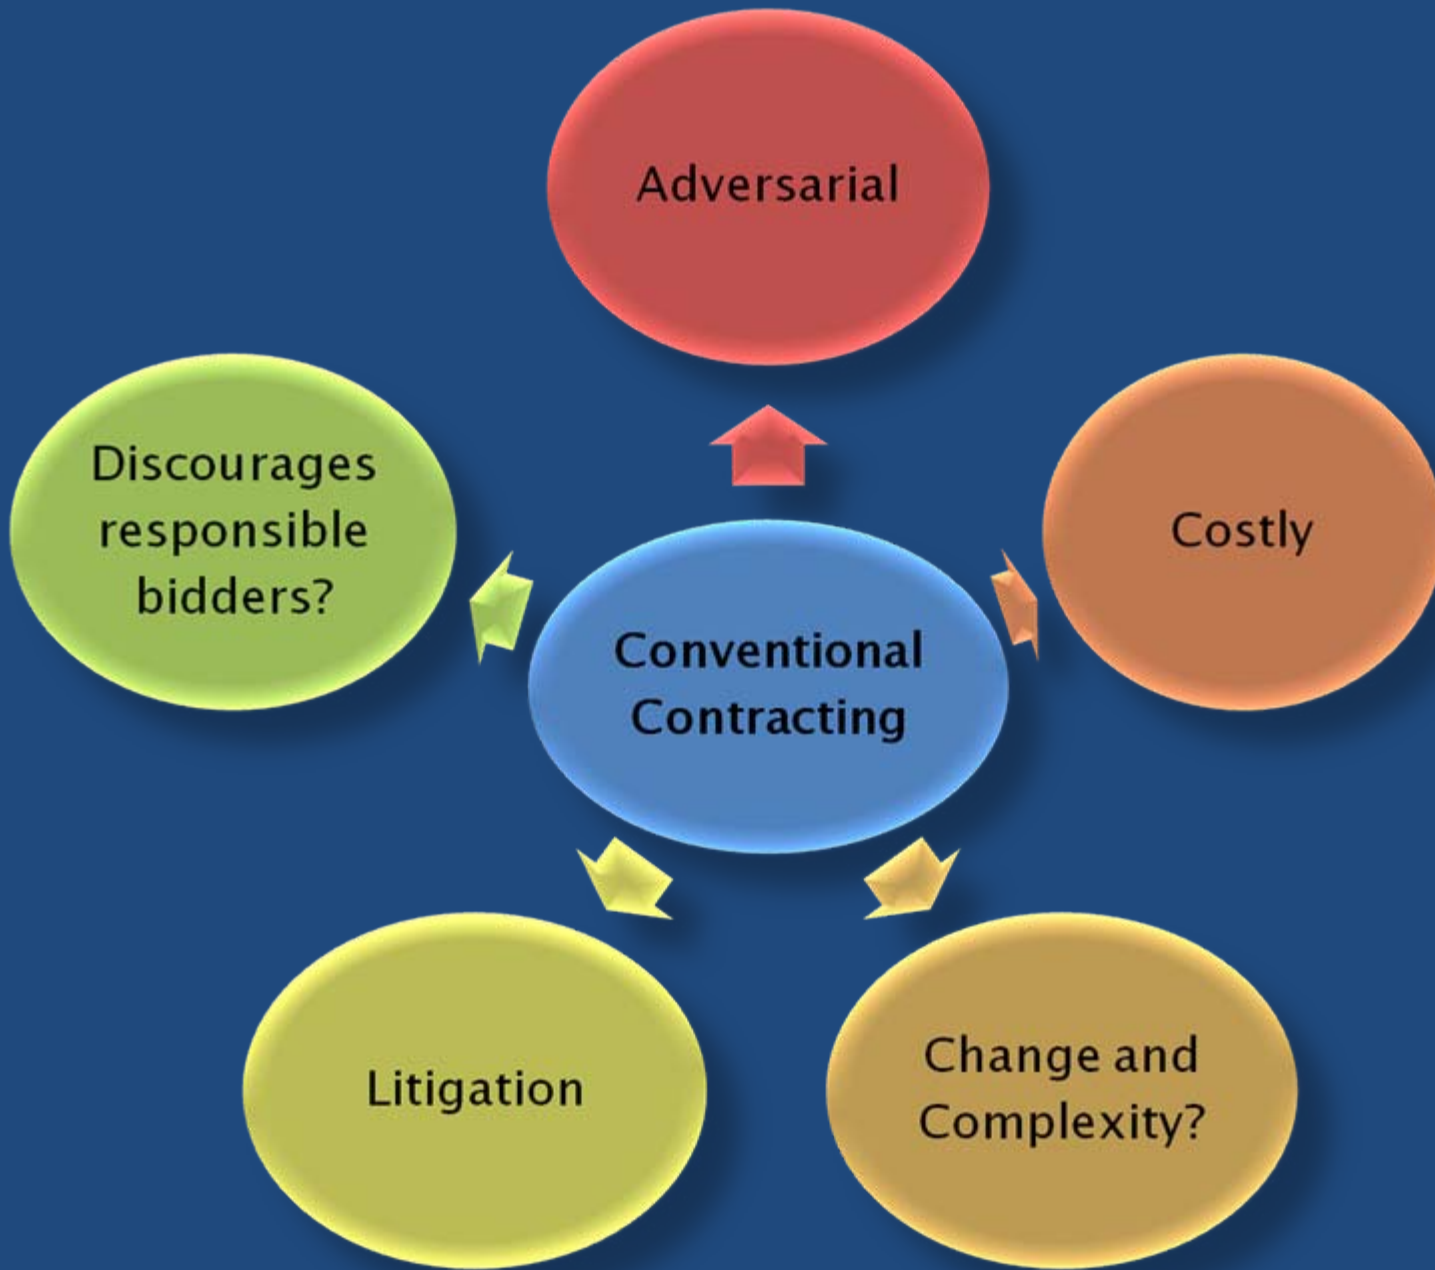 Adversarial
Discourages
responsible
bidders?
Costly
Conventional
Contracting
Litigation
Change and
Complexity?